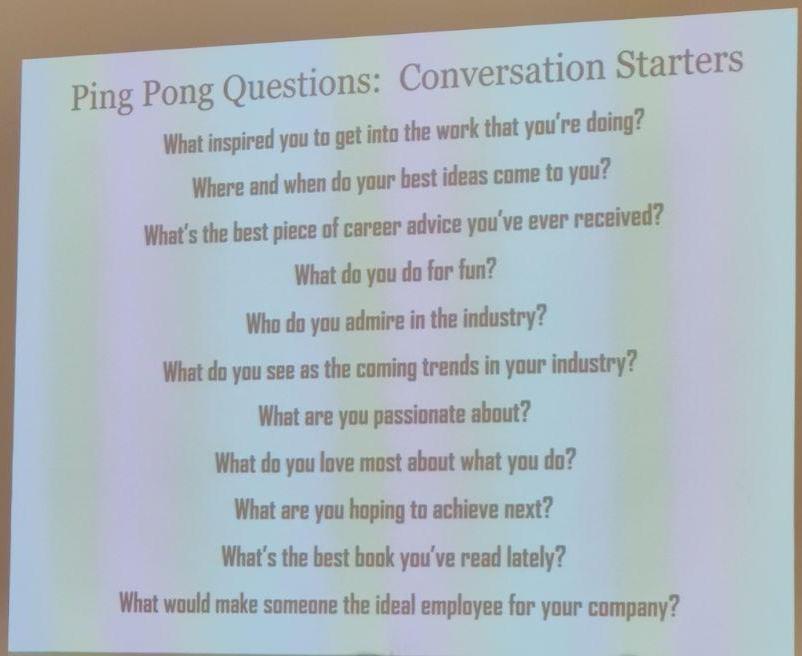 Ping Pong Questions: Conversation Starters
What inspired you to get into the work that you're doing?
Where and when do your best ideas come to you?
What's the best piece of career advice you've ever received?
What do you do for fun?
Who do you admire in the industry?
What do you see as the coming trends in your industry?
What are you passionate about?
What do you love most about what you do?
What are you hoping to achieve next?
What's the best book you've read lately?
What would make someone the ideal employee for your company?